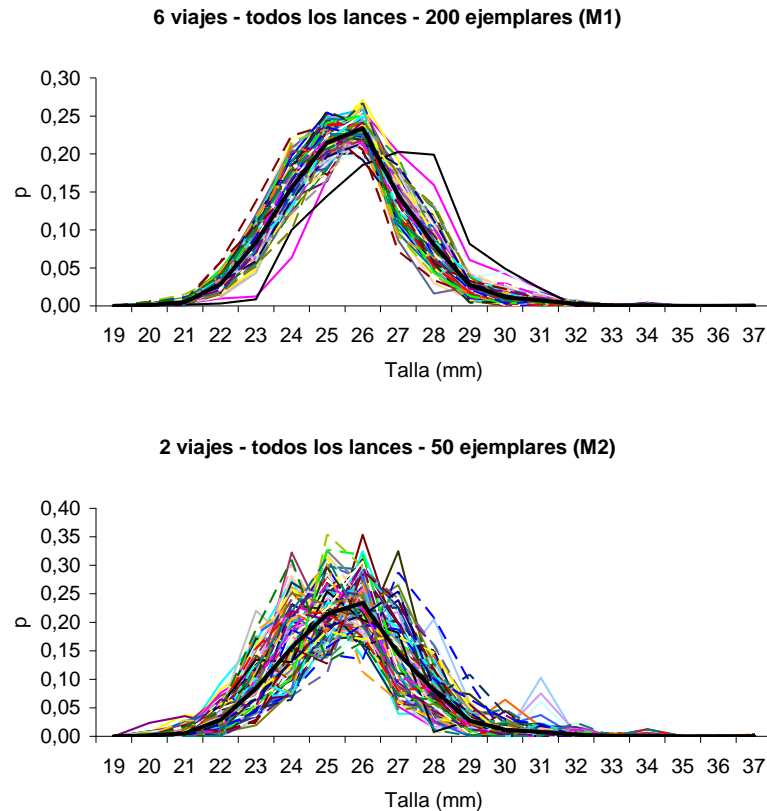 6 viajes - todos los lances - 200 ejemplares (M1)
0,30
0,25
0,20
0,15
0,10
0,05
0,00
p
19 20 21 22 23 24 25 26 27 28 29 30 31 32 33 34 35 36 37
Talla (mm)
2 viajes - todos los lances - 50 ejemplares (M2)
0,40
0,35
0,30
0,25
0,20
0,15
0,10
0,05
0,00
p
19 20 21 22 23 24 25 26 27 28 29 30 31 32 33 34 35 36 37
Talla (mm)